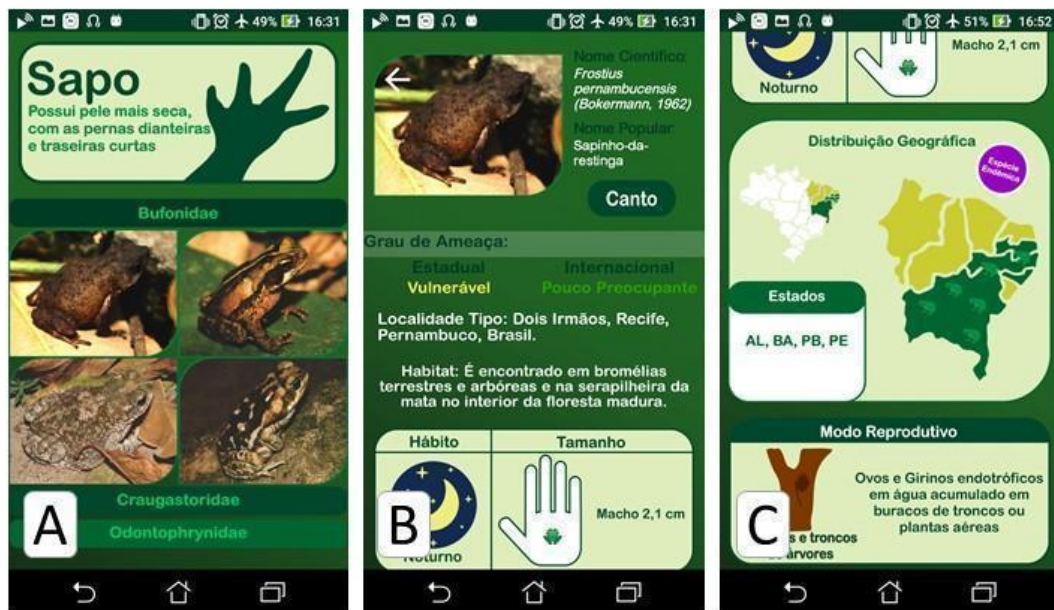 49% 16:31
Sapo
Possui pele mais seca,
com as pernas dianteiras
e traseiras curtas
Bufonidae
Craugastoridae
Odontophrynidae
A
49% 16:31
Nome Científico:
Frostius
pernambucensis
(Bokermann, 1962)
Nome Popular:
Sapinho-da-
restinga
Canto
Grau de Ameaça:
Estadual
Internacional
Vulnerável
Pouco Preocupante
Localidade Tipo: Dois Irmãos, Recife,
Pernambuco, Brasil.
Habitat: É encontrado em bromélias
terrestres e arbóreas e na serapilheira da
mata no interior da floresta madura.
Hábito
Tamanho
Macho 2,1 cm
Noturno
B
51% 16:52
Noturno
Macho 2,1 cm
Distribuição Geográfica
Espécie
Endêmica
Estados
AL, BA, PB, PE
Modo Reprodutivo
Ovos e Girinos endotróficos
em água acumulado em
buracos de troncos ou
plantas aéreas
e troncos
árvores
C